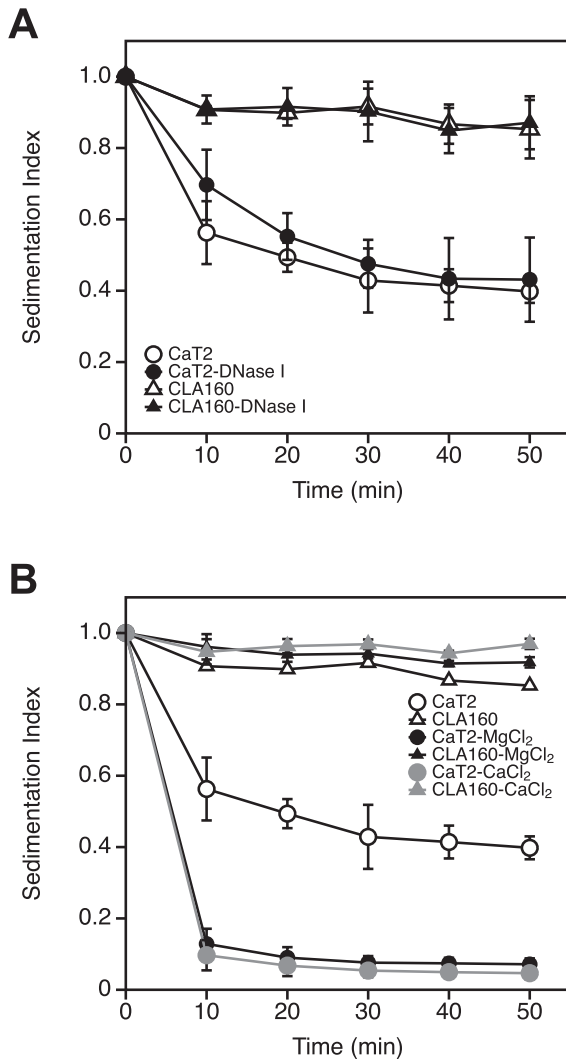 A
Sedimentation Index
1.0
0.8
0.6
0.4
0.2
0
CaT2
CaT2-DNase I
CLA160
CLA160-DNase I
0 10 20 30 40 50
Time (min)
B
Sedimentation Index
1.0
0.8
0.6
0.4
0.2
0
CaT2
CLA160
CaT2-MgCl₂
CLA160-MgCl₂
CaT2-CaCl₂
CLA160-CaCl₂
0 10 20 30 40 50
Time (min)